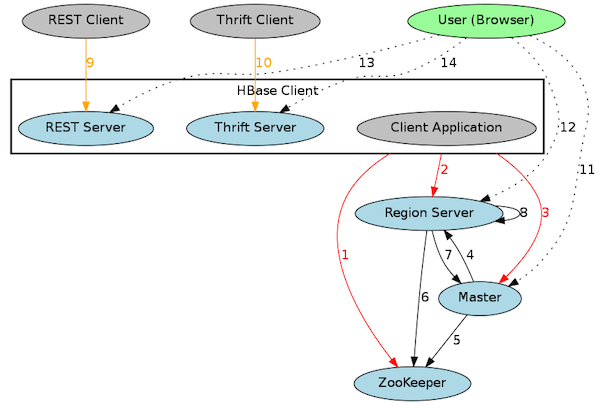 REST Client
Thrift Client
User (Browser)
9
10
13
14
HBase Client
REST Server
Thrift Server
Client Application
12
2
11
Region Server
8
3
1
7
4
6
Master
5
ZooKeeper